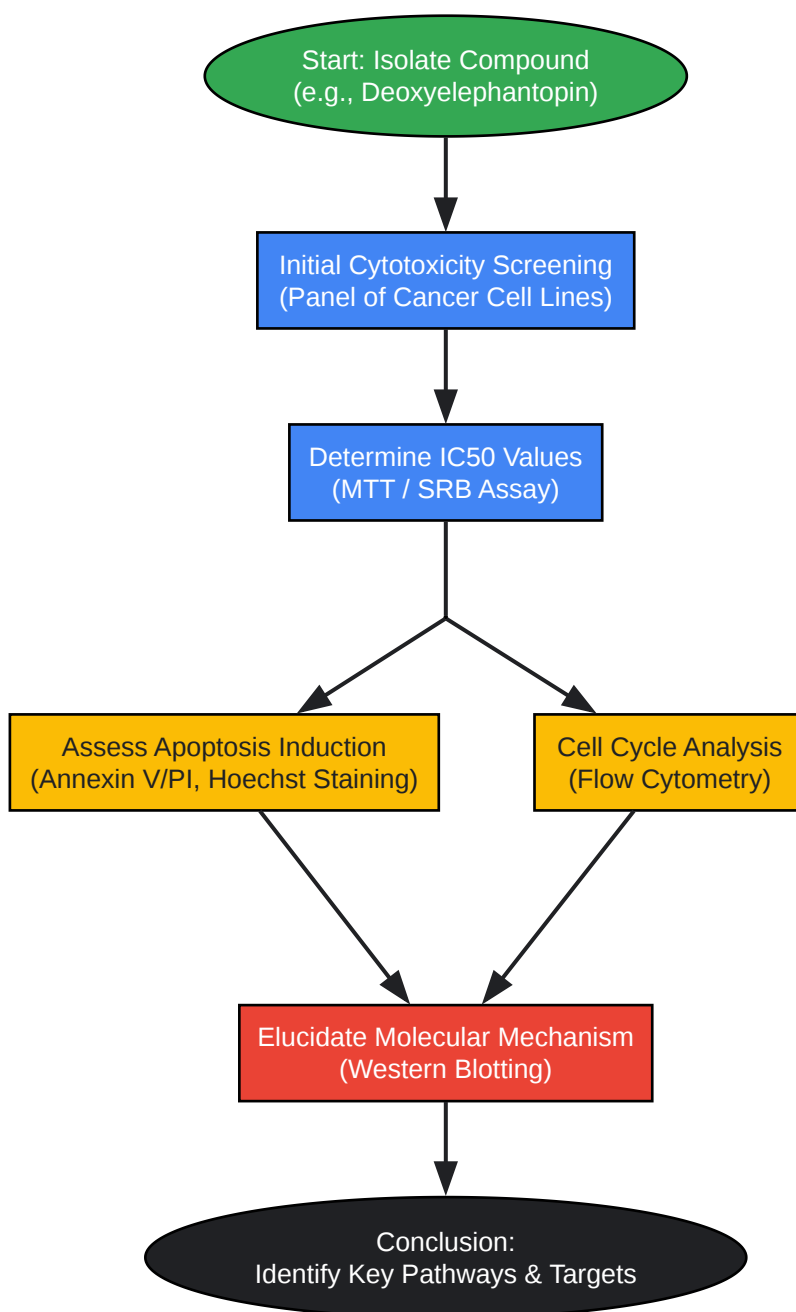 Start: Isolate Compound
(e.g., Deoxyelephantopin)
Initial Cytotoxicity Screening
(Panel of Cancer Cell Lines)
Determine IC50 Values
(MTT / SRB Assay)
Assess Apoptosis Induction
(Annexin V/PI, Hoechst Staining)
Cell Cycle Analysis
(Flow Cytometry)
Elucidate Molecular Mechanism
(Western Blotting)
Conclusion:
Identify Key Pathways & Targets